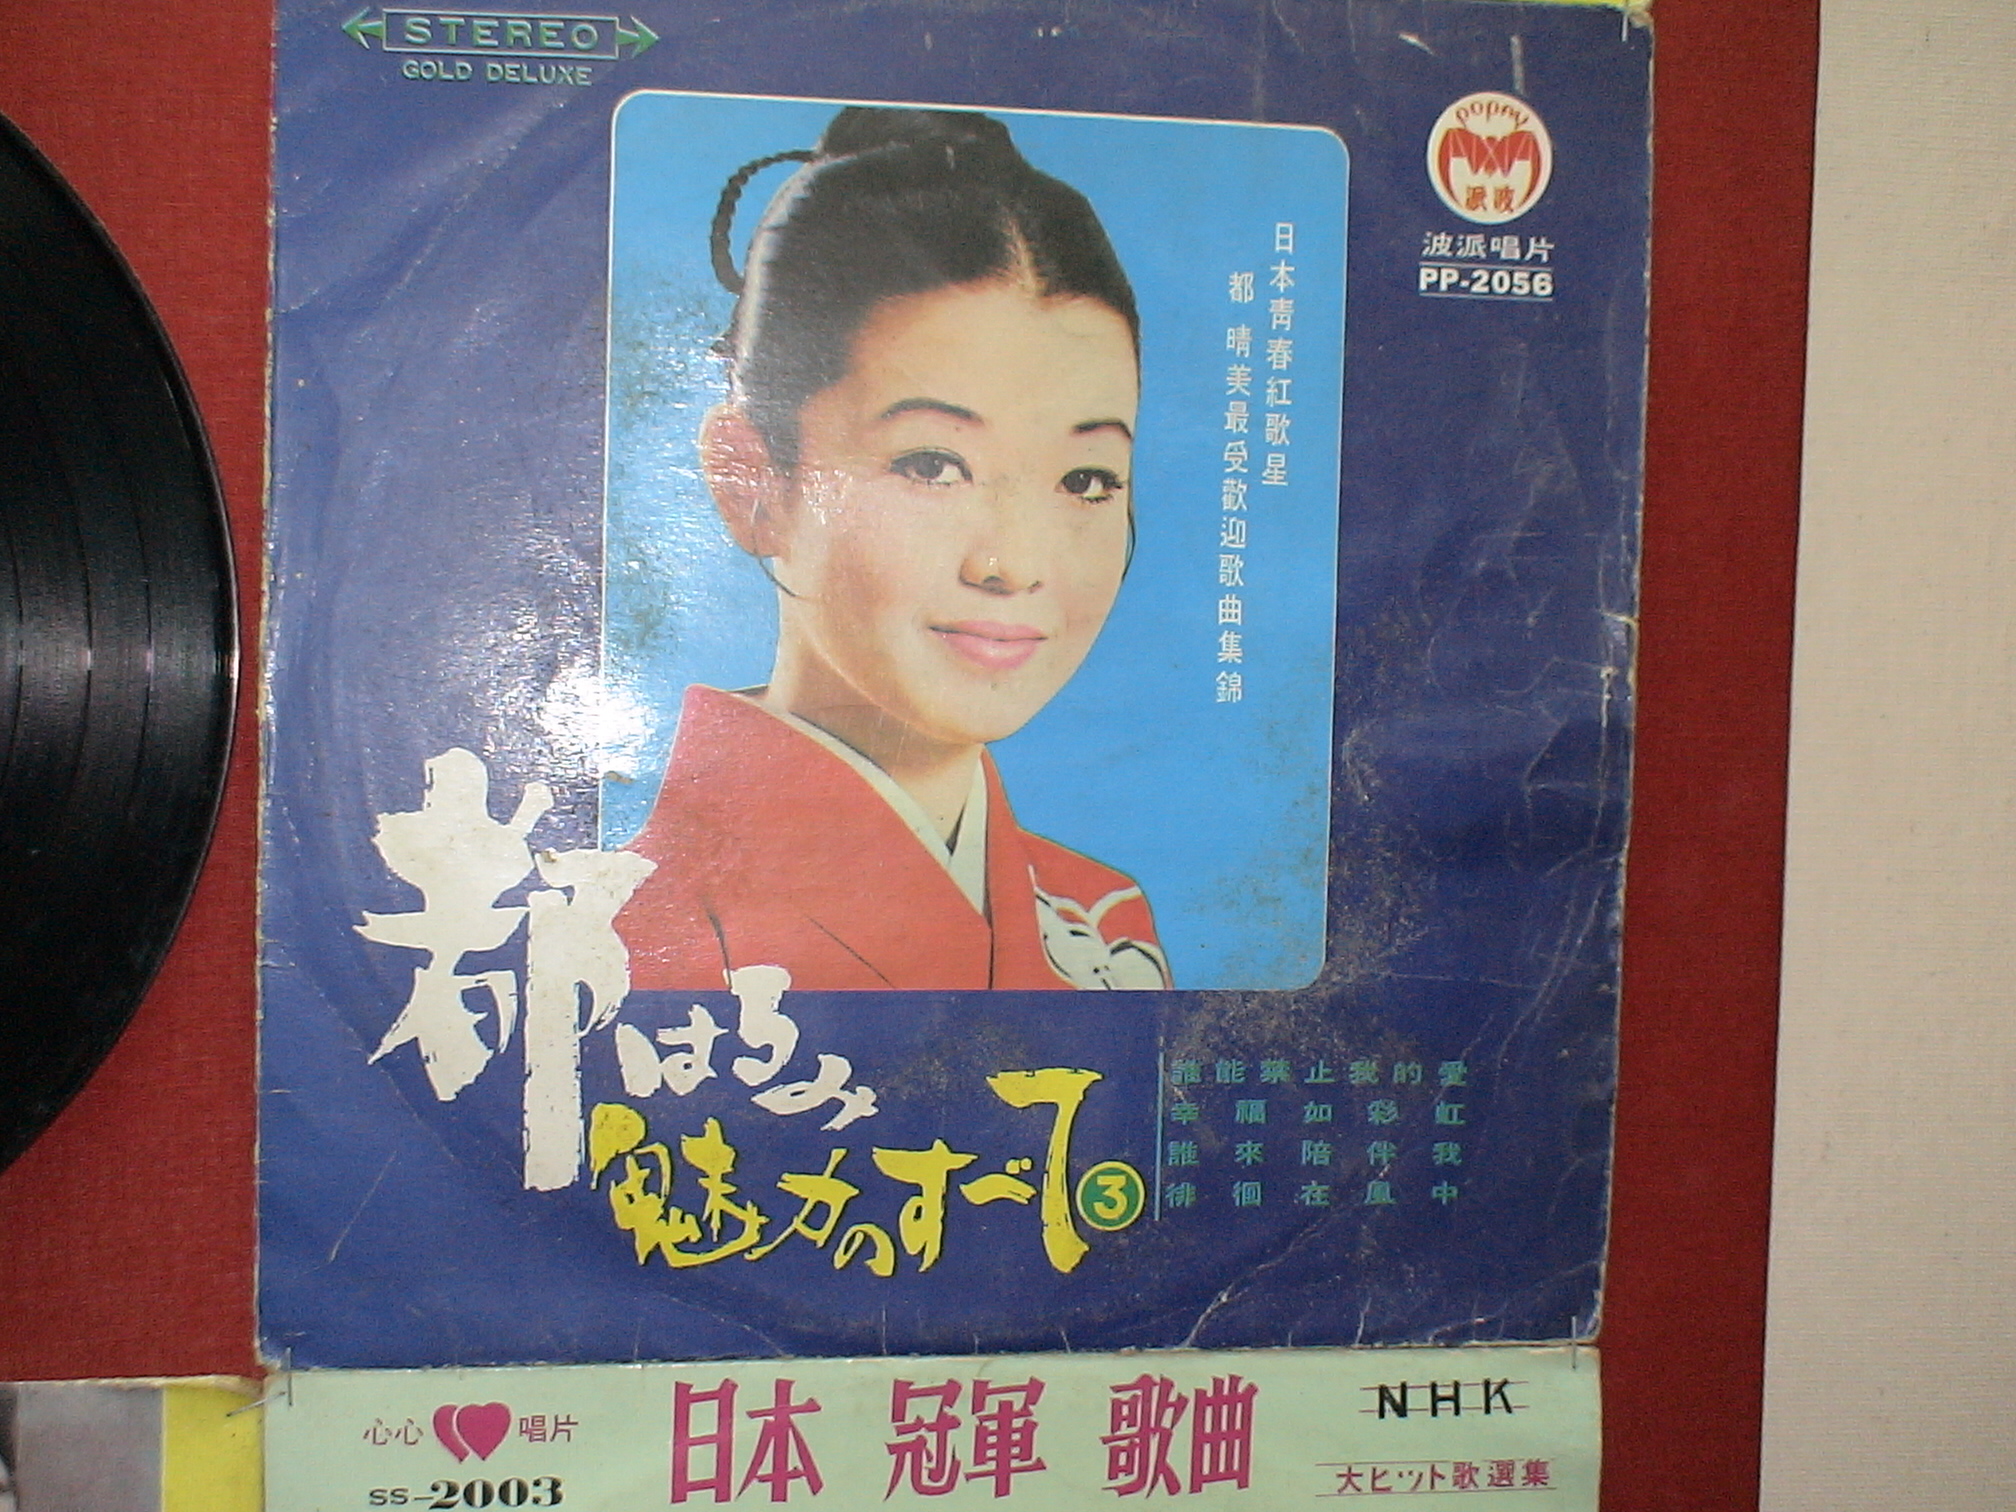 STEREO
GOLD DELUXE
popay
波派
波派唱片
PP-2056
日本青春紅歌星
都晴美最受歡迎歌曲集錦
都はるみ
魅力のすべて③
誰能禁止我的愛
幸福如彩虹
誰來陪伴我
徘徊在風中
心心唱片
SS-2003
日本 冠軍 歌曲
NHK
大ヒット歌選集